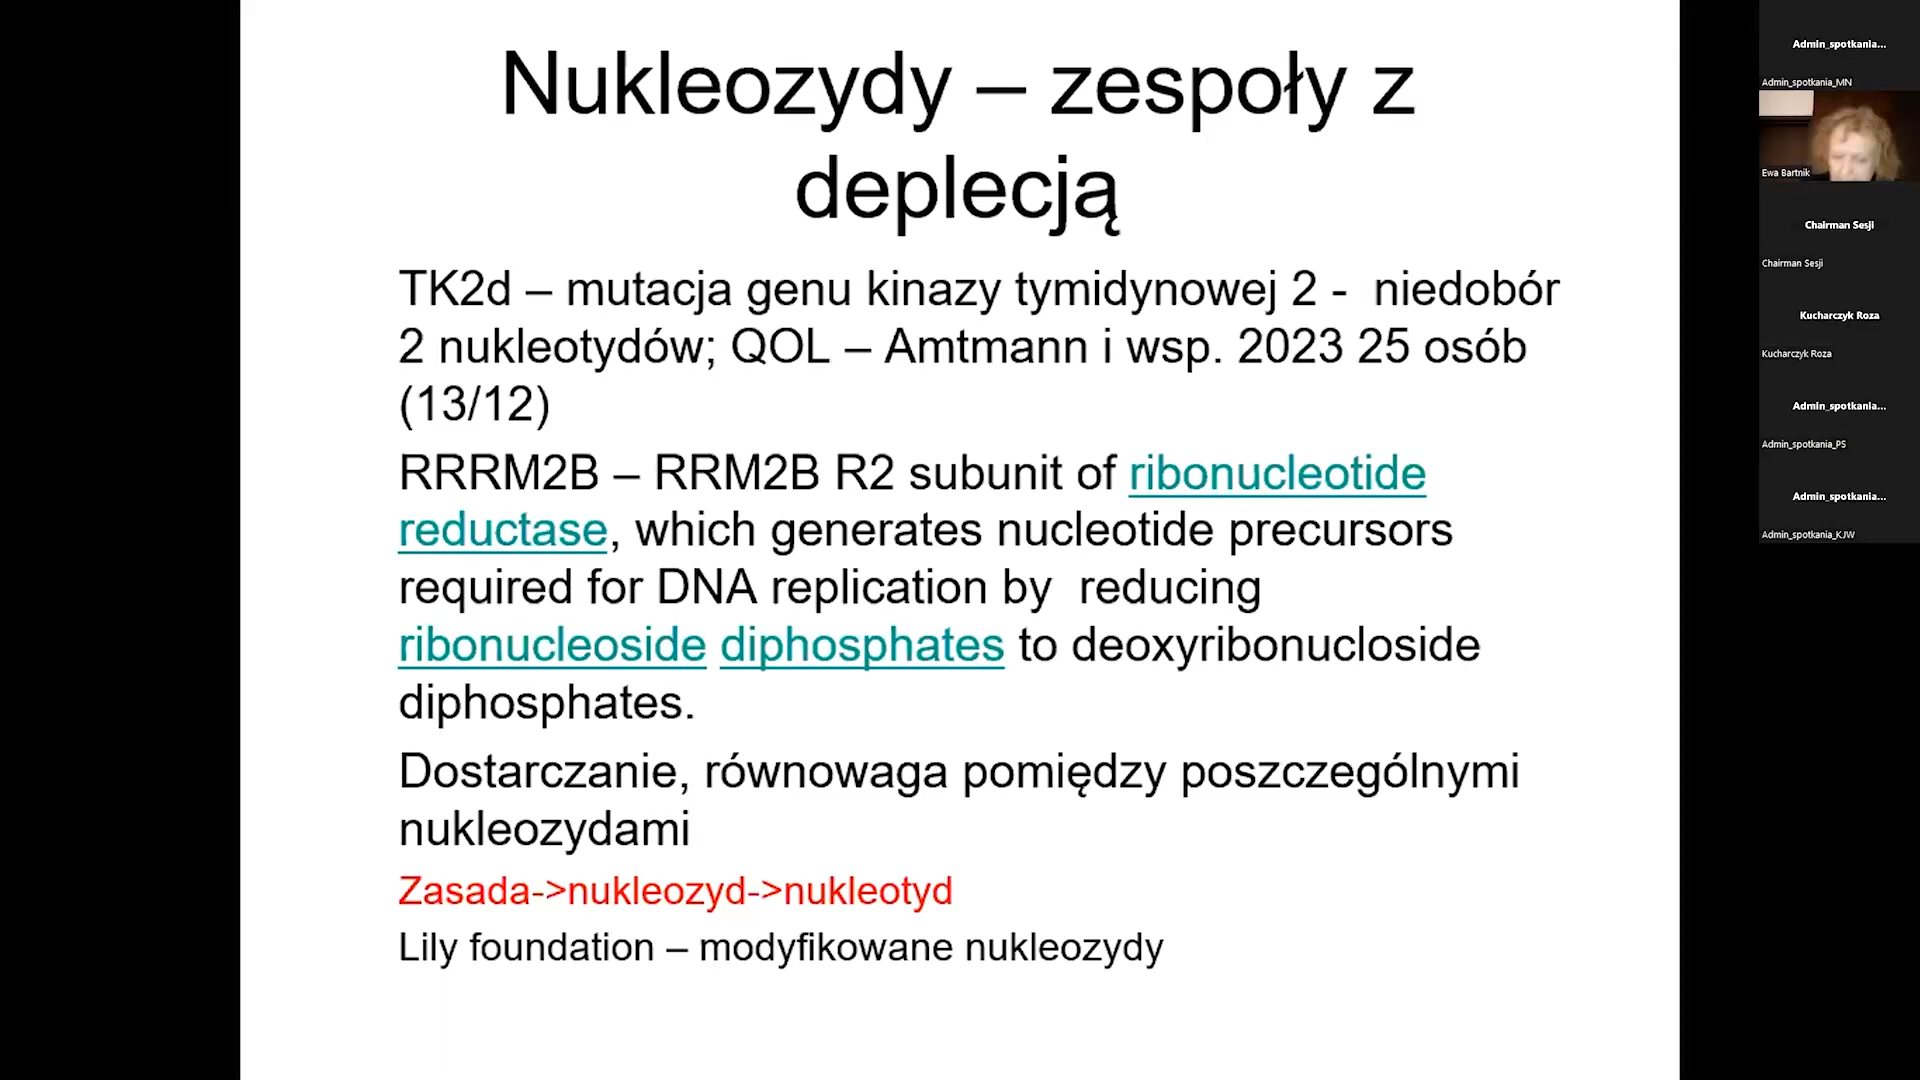 Nukleozydy – zespoły z
deplecją
TK2d – mutacja genu kinazy tymidynowej 2 -  niedobór
2 nukleotydów; QOL – Amtmann i wsp. 2023 25 osób
(13/12)
RRRM2B – RRM2B R2 subunit of ribonucleotide
reductase, which generates nucleotide precursors
required for DNA replication by  reducing
ribonucleoside diphosphates to deoxyribonucloside
diphosphates.
Dostarczanie, równowaga pomiędzy poszczególnymi
nukleozydami
Zasada->nukleozyd->nukleotyd
Lily foundation – modyfikowane nukleozydy
Admin_spotkania...
Admin_spotkania_MN
Ewa Bartnik
Chairman Sesji
Chairman Sesji
Kucharczyk Roza
Kucharczyk Roza
Admin_spotkania...
Admin_spotkania_PS
Admin_spotkania...
Admin_spotkania_KJW